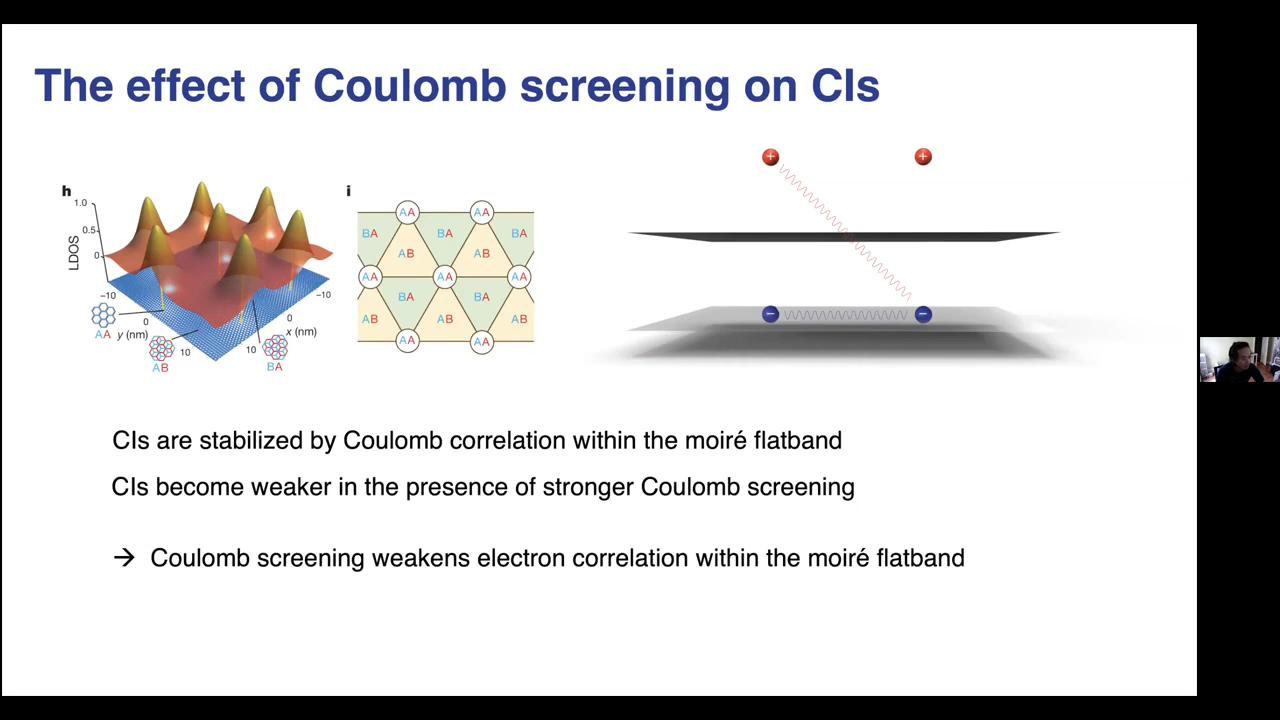 The effect of Coulomb screening on CIs
h
1.0
0.5
0
LDOS
−10
0
10
y (nm)
−10
0
10
x (nm)
AA
AB
BA
i
AA AA
BA BA BA
AB AB
AA AA AA
BA BA
AB AB AB
AA AA
+ +
− −
CIs are stabilized by Coulomb correlation within the moiré flatband
CIs become weaker in the presence of stronger Coulomb screening
→ Coulomb screening weakens electron correlation within the moiré flatband